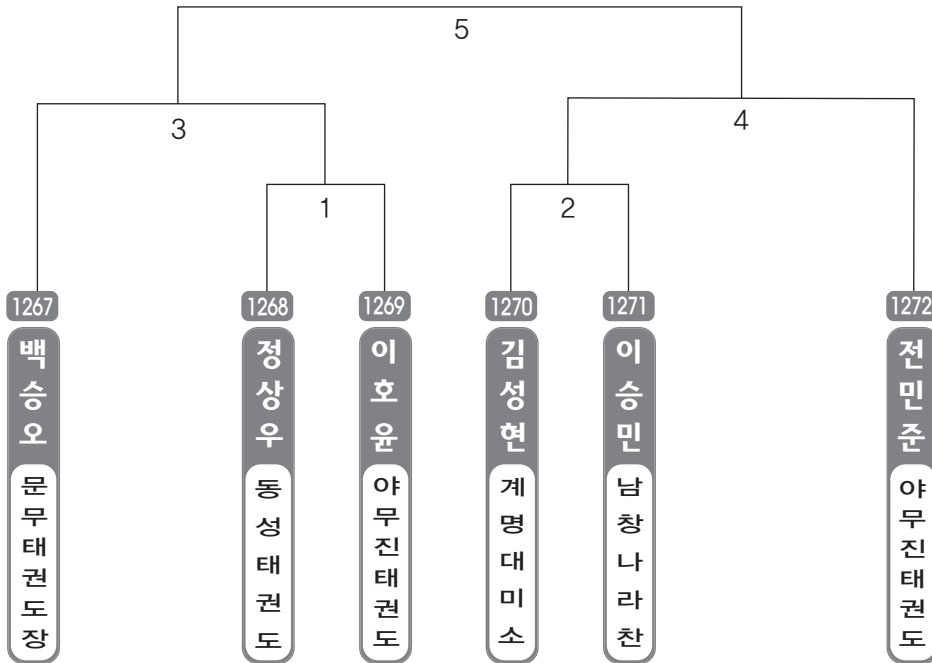 5
3
4
1
2
1267
1268
1269
1270
1271
1272
백승오
정상우
이호윤
김성현
이승민
전민준
문무태권도장
동성태권도
야무진태권도
계명대미소
남창나라찬
야무진태권도